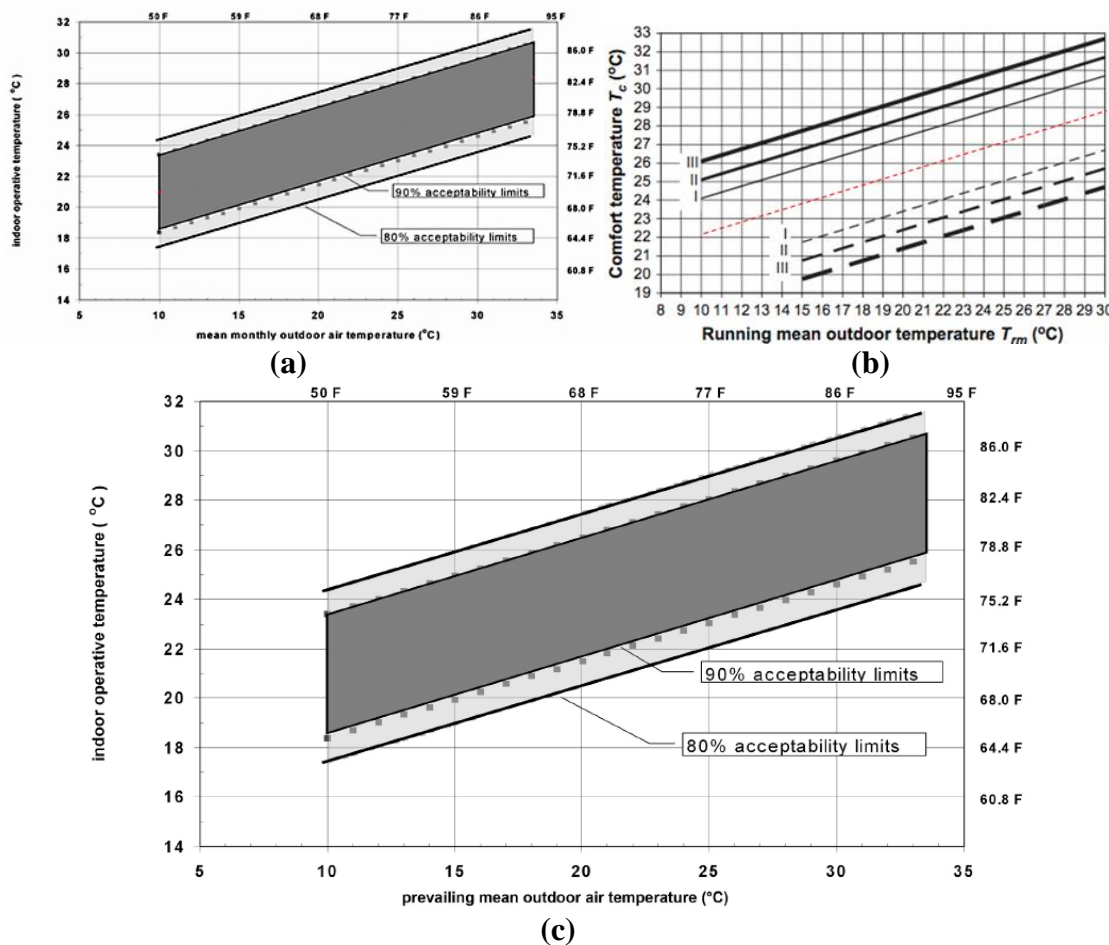 50 F 59 F 68 F 77 F 86 F 95 F
32
30
28
26
24
22
20
18
16
14
86.0 F
82.4 F
78.8 F
75.2 F
71.6 F
68.0 F
64.4 F
60.8 F
indoor operative temperature ( °C)
90% acceptability limits
80% acceptability limits
5 10 15 20 25 30 35
mean monthly outdoor air temperature (°C)
(a)
33
32
31
30
29
28
27
26
25
24
23
22
21
20
19
Comfort temperature Tc (°C)
III
II
I
I
II
III
8 9 10 11 12 13 14 15 16 17 18 19 20 21 22 23 24 25 26 27 28 29 30
Running mean outdoor temperature Trm (°C)
(b)
50 F 59 F 68 F 77 F 86 F 95 F
32
30
28
26
24
22
20
18
16
14
86.0 F
82.4 F
78.8 F
75.2 F
71.6 F
68.0 F
64.4 F
60.8 F
indoor operative temperature ( °C)
90% acceptability limits
80% acceptability limits
5 10 15 20 25 30 35
prevailing mean outdoor air temperature (°C)
(c)